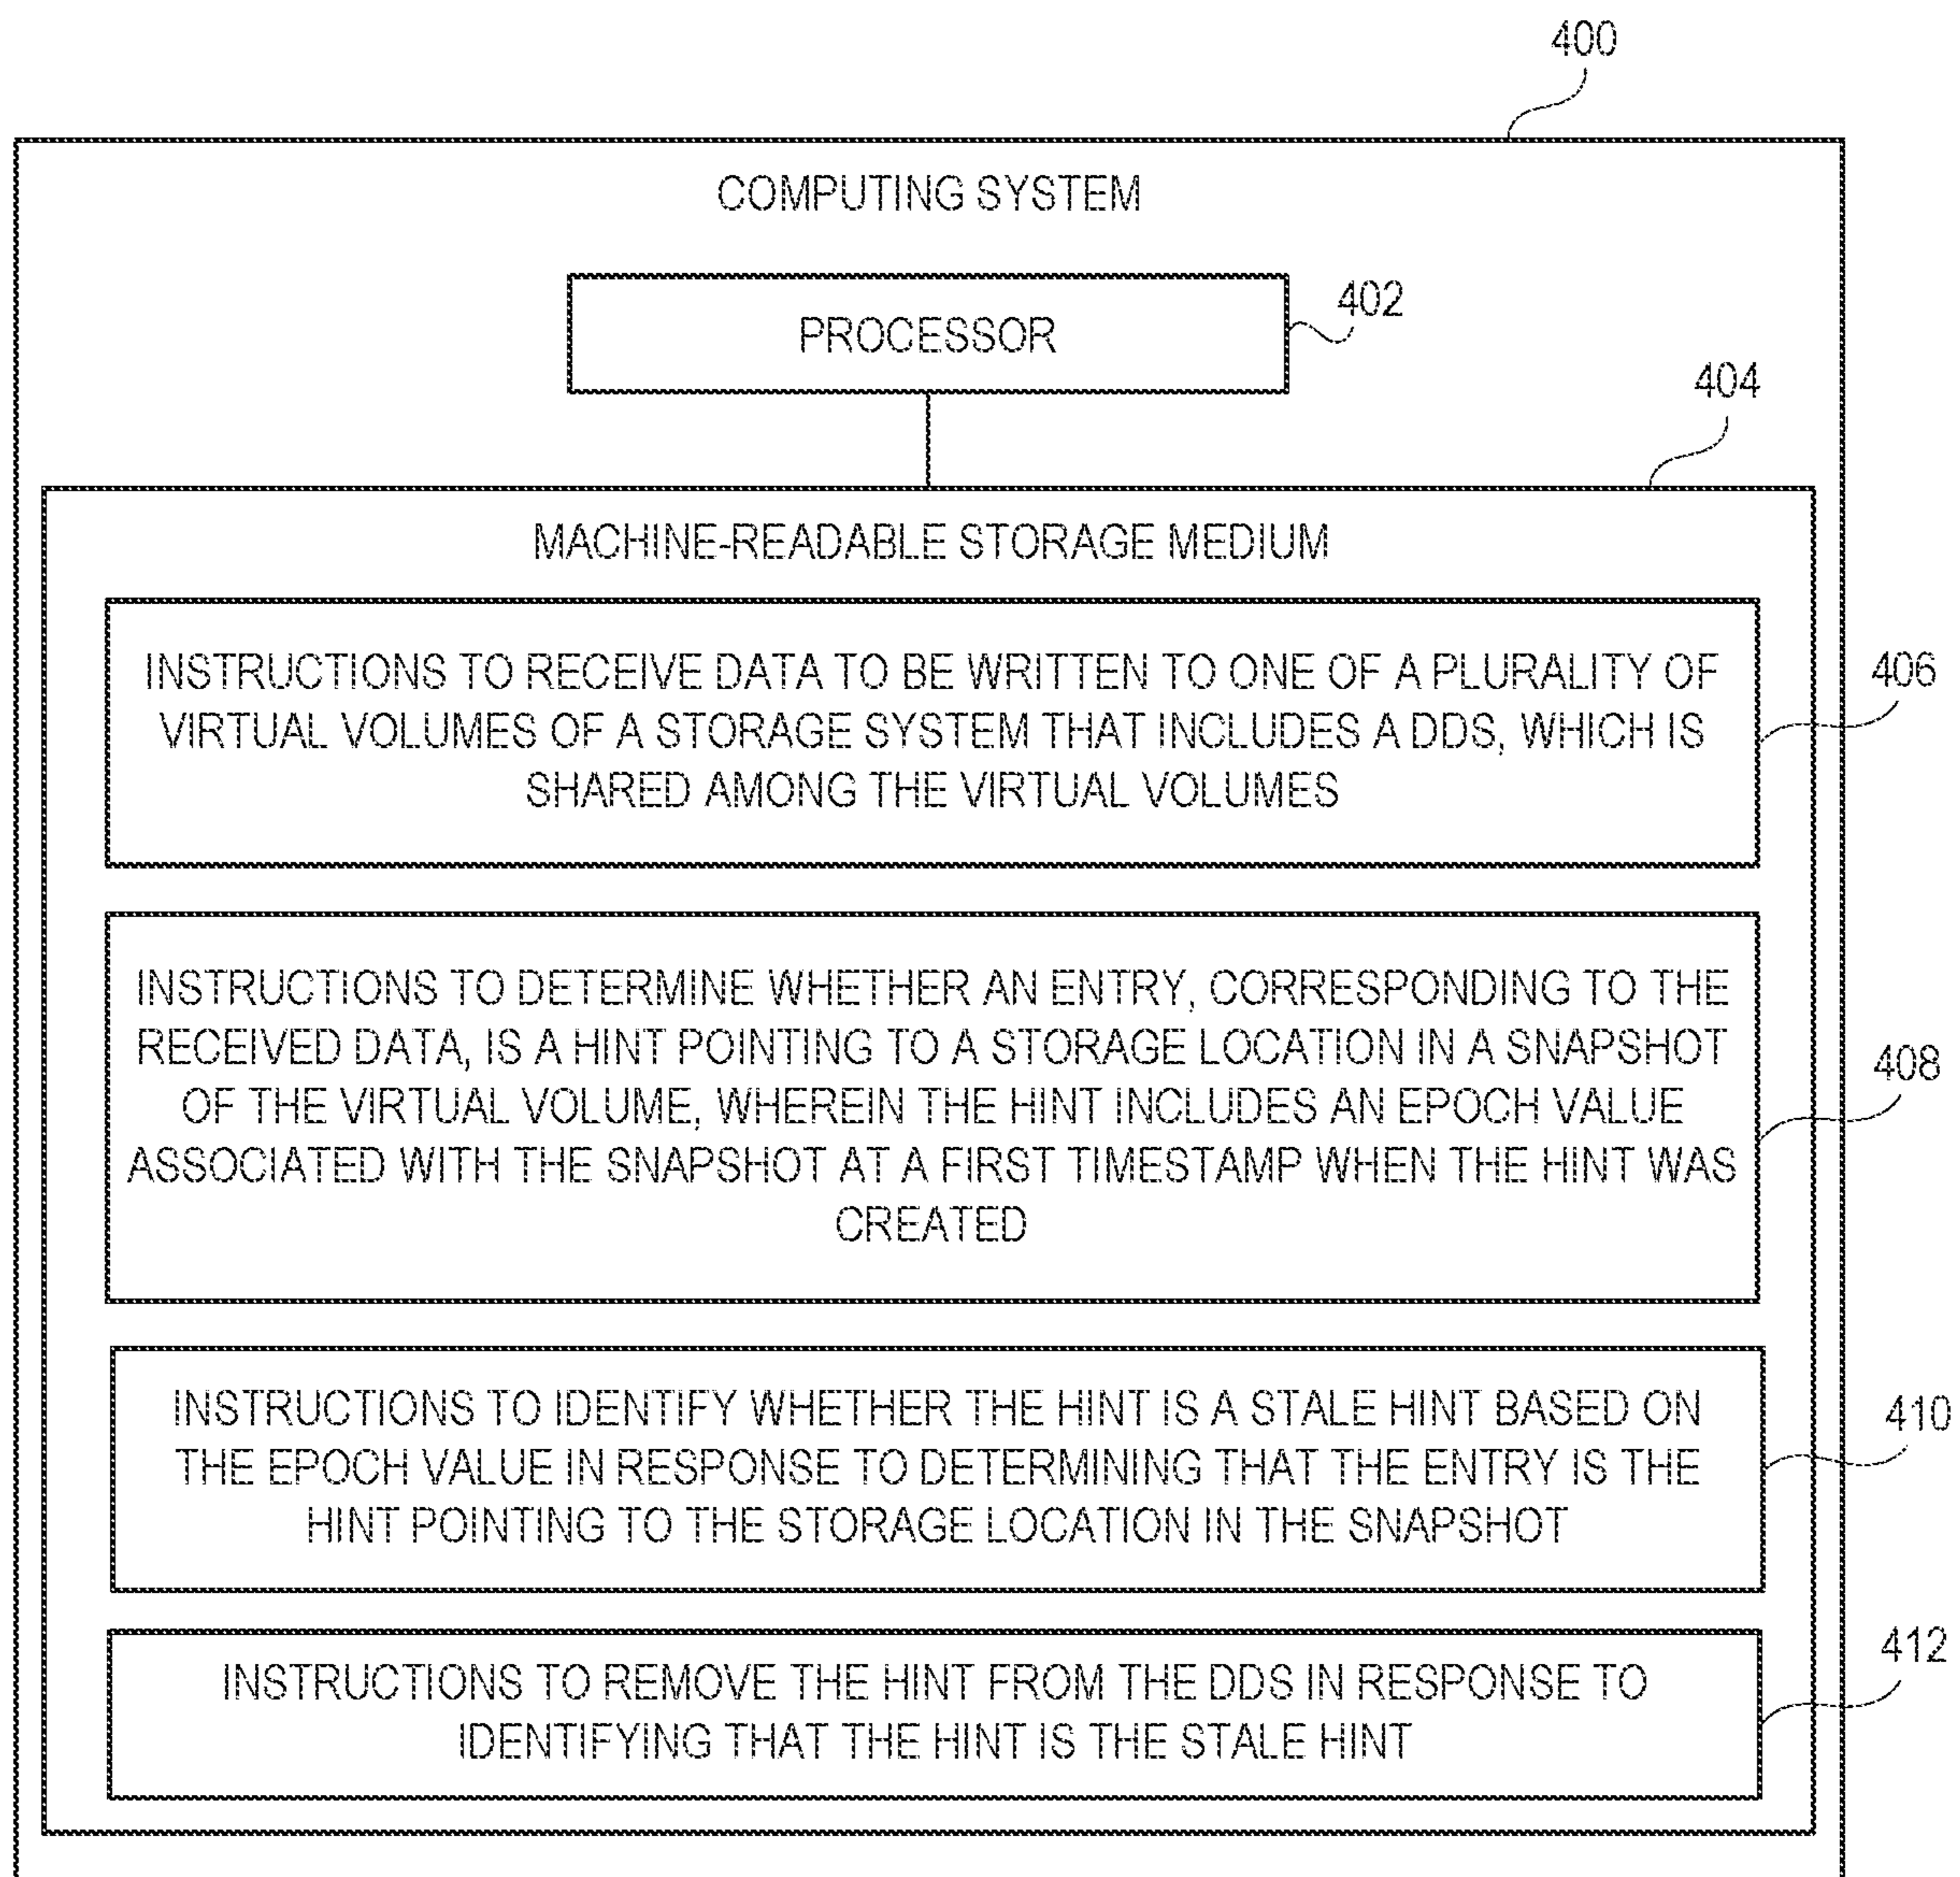 400
COMPUTING SYSTEM
PROCESSOR
402
404
MACHINE-READABLE STORAGE MEDIUM
INSTRUCTIONS TO RECEIVE DATA TO BE WRITTEN TO ONE OF A PLURALITY OF
VIRTUAL VOLUMES OF A STORAGE SYSTEM THAT INCLUDES A DDS, WHICH IS
SHARED AMONG THE VIRTUAL VOLUMES
406
INSTRUCTIONS TO DETERMINE WHETHER AN ENTRY, CORRESPONDING TO THE
RECEIVED DATA, IS A HINT POINTING TO A STORAGE LOCATION IN A SNAPSHOT
OF THE VIRTUAL VOLUME, WHEREIN THE HINT INCLUDES AN EPOCH VALUE
ASSOCIATED WITH THE SNAPSHOT AT A FIRST TIMESTAMP WHEN THE HINT WAS
CREATED
408
INSTRUCTIONS TO IDENTIFY WHETHER THE HINT IS A STALE HINT BASED ON
THE EPOCH VALUE IN RESPONSE TO DETERMINING THAT THE ENTRY IS THE
HINT POINTING TO THE STORAGE LOCATION IN THE SNAPSHOT
410
INSTRUCTIONS TO REMOVE THE HINT FROM THE DDS IN RESPONSE TO
IDENTIFYING THAT THE HINT IS THE STALE HINT
412